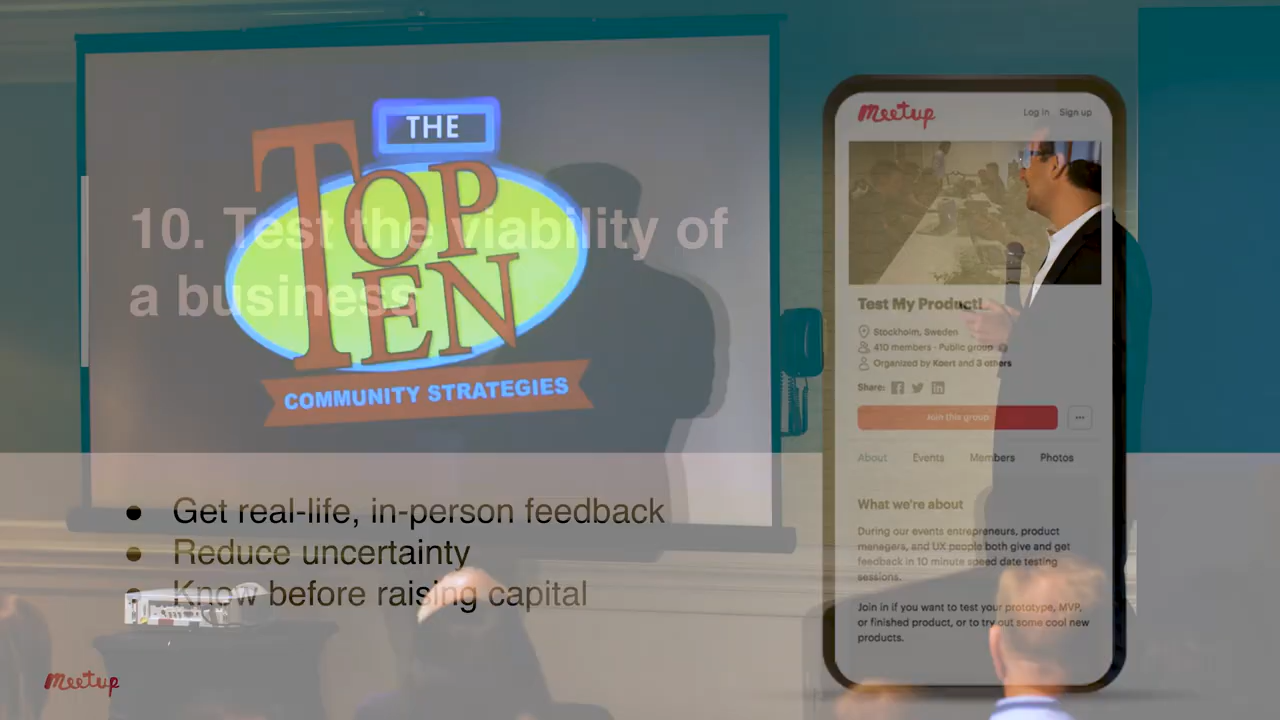 THE
TOP
TEN
COMMUNITY STRATEGIES
10. Test the viability of
a business
● Get real-life, in-person feedback
● Reduce uncertainty
● Know before raising capital
Meetup
Meetup
Log in Sign up
Test My Product!
Stockholm, Sweden
410 members · Public group
Organized by Koert and 3 others
Share:
Join this group
About Events Members Photos
What we're about
During our events entrepreneurs, product
managers, and UX people both give and get
feedback in 10 minute speed date testing
sessions.
Join in if you want to test your prototype, MVP,
or finished product, or to try out some cool new
products.